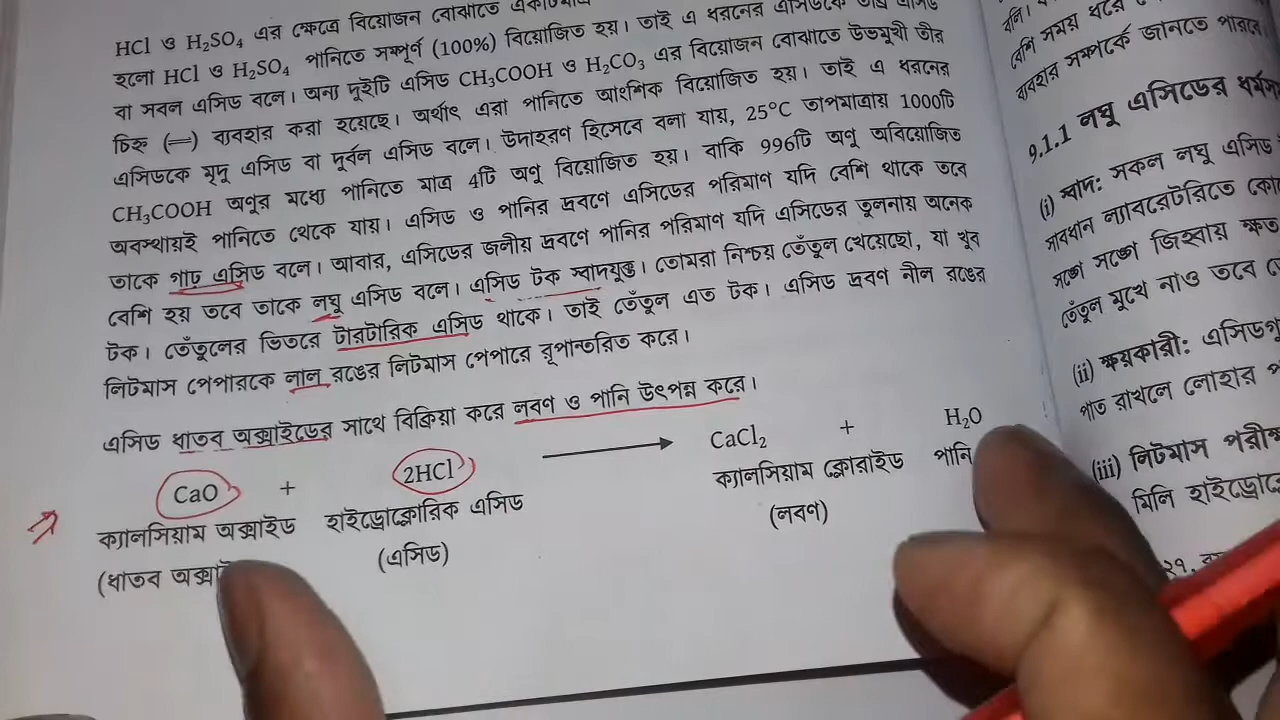 HCl ও H₂SO₄ এর ক্ষেত্রে বিয়োজন বোঝাতে
হলো HCl ও H₂SO₄ পানিতে সম্পূর্ণ (100%) বিয়োজিত হয়। তাই এ ধরনের এসিডকে তীব্র এসিড
বা সবল এসিড বলে। অন্য দুইটি এসিড CH₃COOH ও H₂CO₃ এর বিয়োজন বোঝাতে উভমুখী তীর
চিহ্ন (⇌) ব্যবহার করা হয়েছে। অর্থাৎ এরা পানিতে আংশিক বিয়োজিত হয়। তাই এ ধরনের
এসিডকে মৃদু এসিড বা দুর্বল এসিড বলে। উদাহরণ হিসেবে বলা যায়, 25°C তাপমাত্রায় 1000টি
CH₃COOH অণুর মধ্যে পানিতে মাত্র 4টি অণু বিয়োজিত হয়। বাকি 996টি অণু অবিয়োজিত
অবস্থায়ই পানিতে থেকে যায়। এসিড ও পানির দ্রবণে এসিডের পরিমাণ যদি বেশি থাকে তবে
তাকে গাঢ় এসিড বলে। আবার, এসিডের জলীয় দ্রবণে পানির পরিমাণ যদি এসিডের তুলনায় অনেক
বেশি হয় তবে তাকে লঘু এসিড বলে। এসিড টক স্বাদযুক্ত। তোমরা নিশ্চয় তেঁতুল খেয়েছো, যা খুব
টক। তেঁতুলের ভিতরে টারটারিক এসিড থাকে। তাই তেঁতুল এত টক। এসিড দ্রবণ নীল রঙের
লিটমাস পেপারকে লাল রঙের লিটমাস পেপারে রূপান্তরিত করে।
এসিড ধাতব অক্সাইডের সাথে বিক্রিয়া করে লবণ ও পানি উৎপন্ন করে।
CaO + 2HCl → CaCl₂ + H₂O
ক্যালসিয়াম অক্সাইড হাইড্রোক্লোরিক এসিড ক্যালসিয়াম ক্লোরাইড পানি
(ধাতব (এসিড) (লবণ)
বেশি সময় ধরে
ব্যবহার সম্পর্কে জানতে পারবে।
9.1.1 লঘু এসিডের
(i) স্বাদ: সকল লঘু এসিড
সাবধান ল্যাবরেটরিতে
সঙ্গে সঙ্গে জিহ্বায় ক্ষত
তেঁতুল মুখে নাও তবে
(ii) ক্ষয়কারী:
পাত রাখলে লোহার
(iii) লিটমাস
মিলি